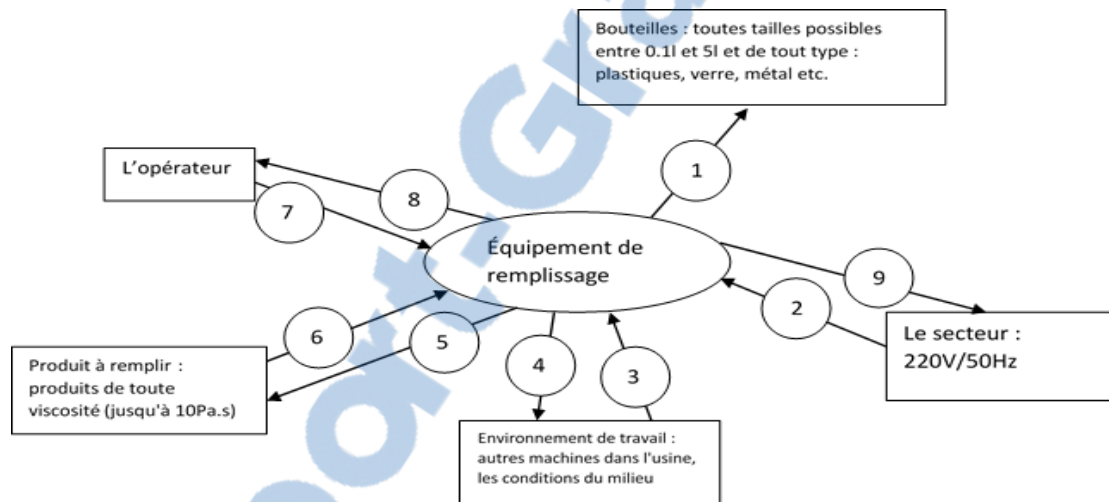 Bouteilles : toutes tailles possibles
entre 0.1l et 5l et de tout type :
plastiques, verre, métal etc.
1
L'opérateur
8
7
Équipement de
remplissage
9
2
Le secteur :
220V/50Hz
6
5
4
3
Produit à remplir :
produits de toute
viscosité (jusqu'à 10Pa.s)
Environnement de travail :
autres machines dans l'usine,
les conditions du milieu
ort-Gra